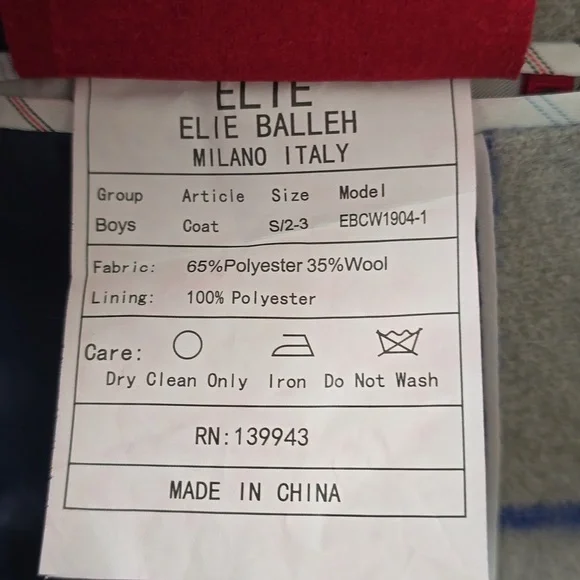 ELIE
ELIE BALLEH
MILANO ITALY
Group Article Size Model
Boys Coat S/2-3 EBCW1904-1
Fabric: 65%Polyester 35%Wool
Lining: 100% Polyester
Care:
Dry Clean Only Iron Do Not Wash
RN:139943
MADE IN CHINA